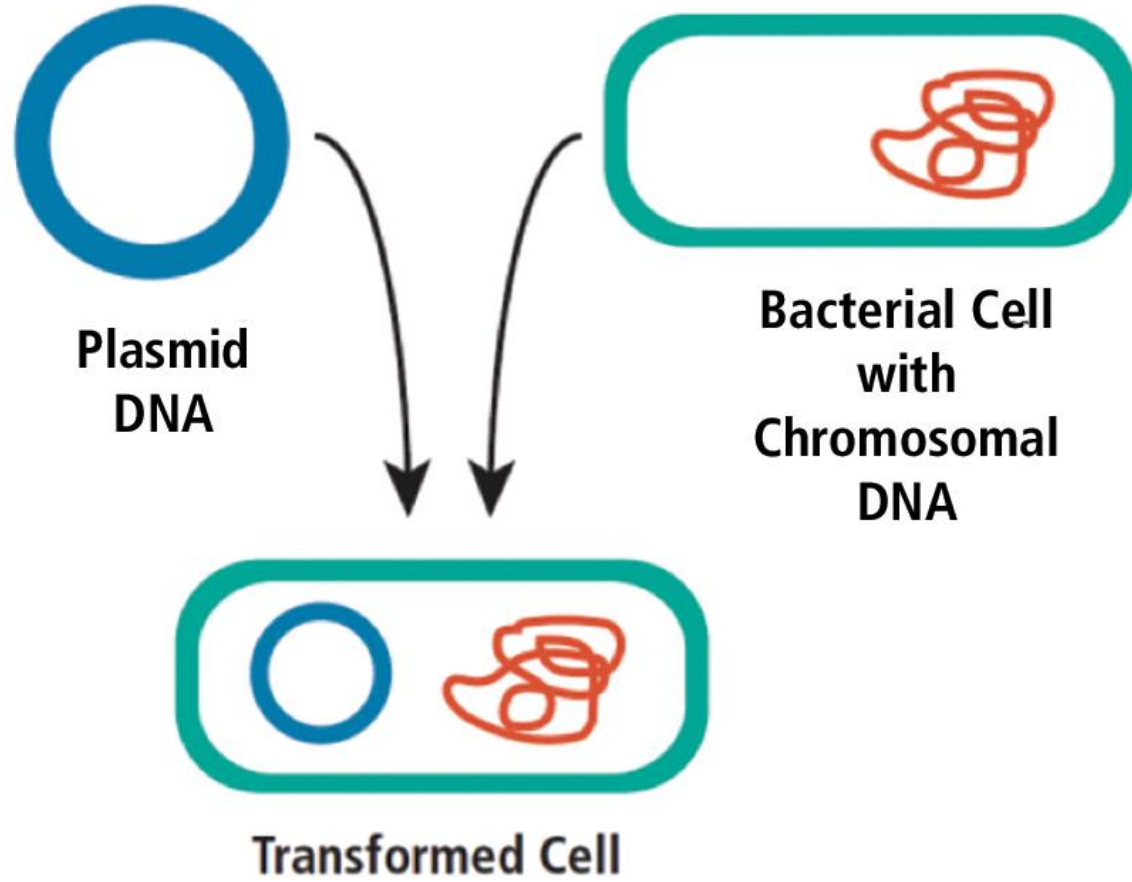 Plasmid
DNA
Bacterial Cell
with
Chromosomal
DNA
Transformed Cell